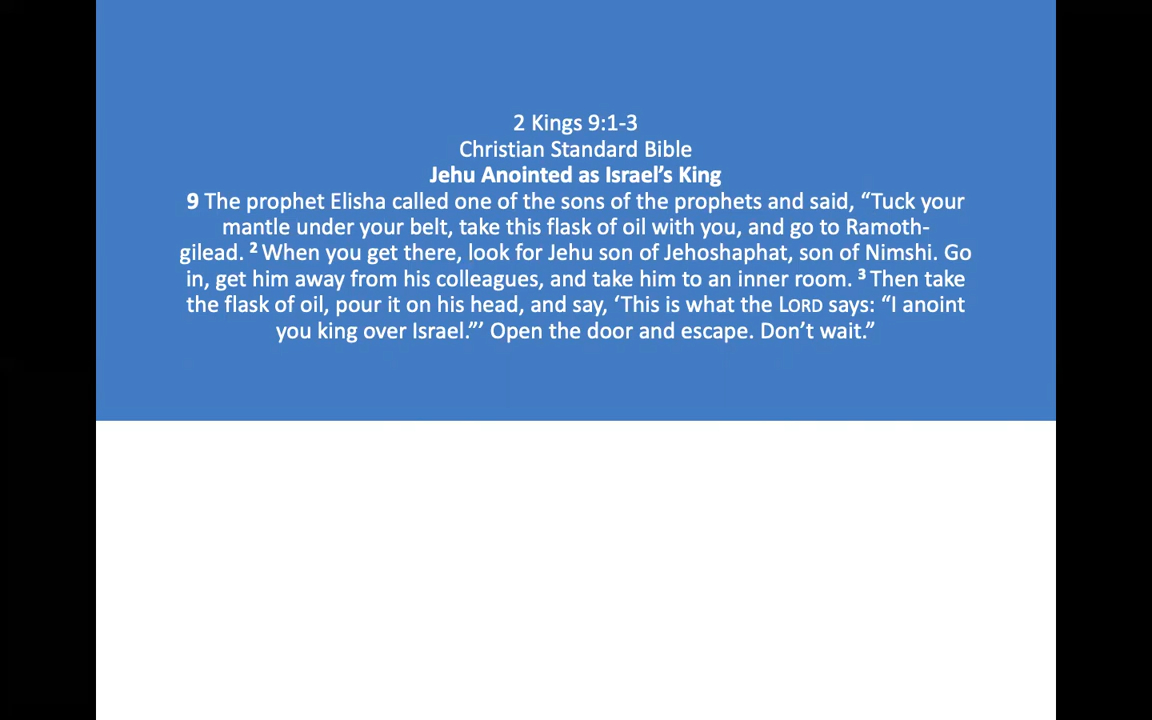 2 Kings 9:1-3
Christian Standard Bible
Jehu Anointed as Israel’s King
9 The prophet Elisha called one of the sons of the prophets and said, “Tuck your
mantle under your belt, take this flask of oil with you, and go to Ramoth-
gilead. 2 When you get there, look for Jehu son of Jehoshaphat, son of Nimshi. Go
in, get him away from his colleagues, and take him to an inner room. 3 Then take
the flask of oil, pour it on his head, and say, ‘This is what the LORD says: “I anoint
you king over Israel.”’ Open the door and escape. Don’t wait.”